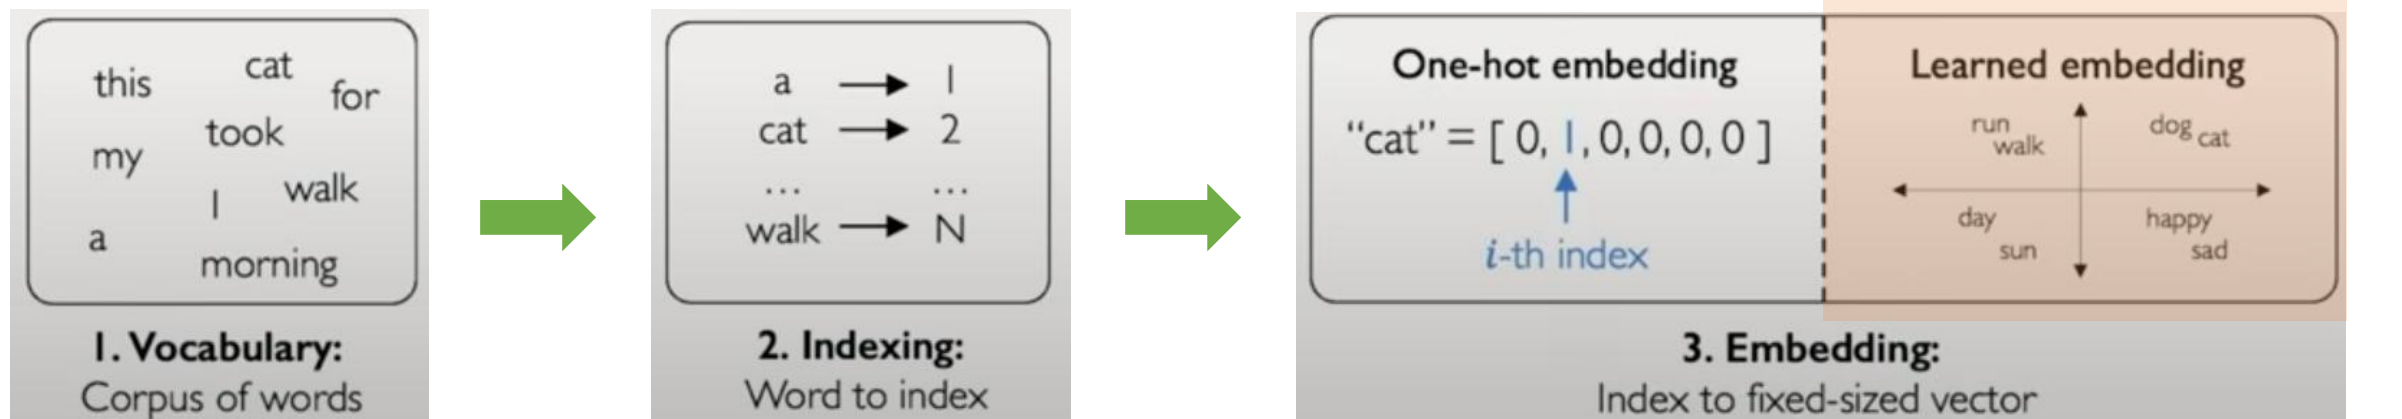 this
cat
for
took
my
walk
I
a
morning
1. Vocabulary:
Corpus of words
a → 1
cat → 2
... ...
walk → N
2. Indexing:
Word to index
One-hot embedding
“cat” = [ 0, 1, 0, 0, 0, 0 ]
i-th index
Learned embedding
run
walk
dog
cat
day
sun
happy
sad
3. Embedding:
Index to fixed-sized vector